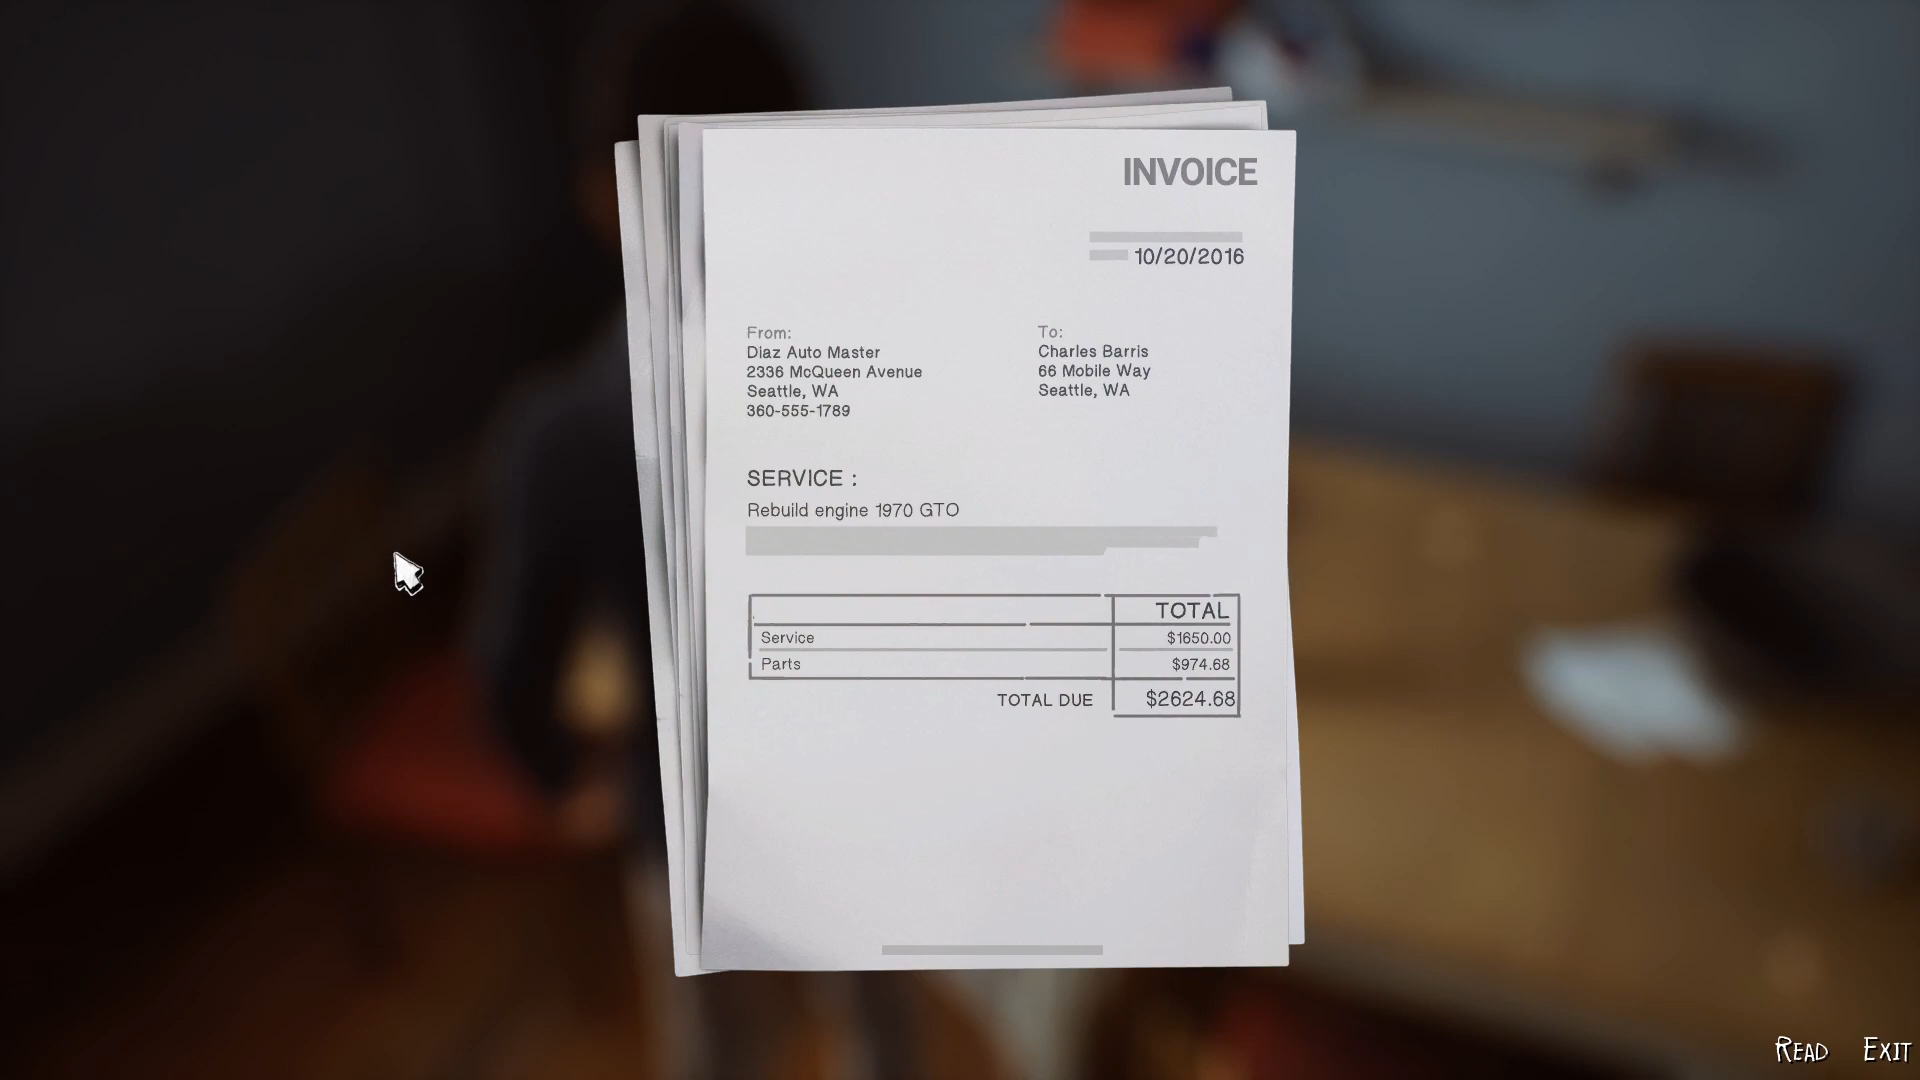 INVOICE
10/20/2016
From:
Diaz Auto Master
2336 McQueen Avenue
Seattle, WA
360-555-1789
To:
Charles Barris
66 Mobile Way
Seattle, WA
SERVICE :
Rebuild engine 1970 GTO
TOTAL
Service $1650.00
Parts $974.68
TOTAL DUE $2624.68
READ EXIT